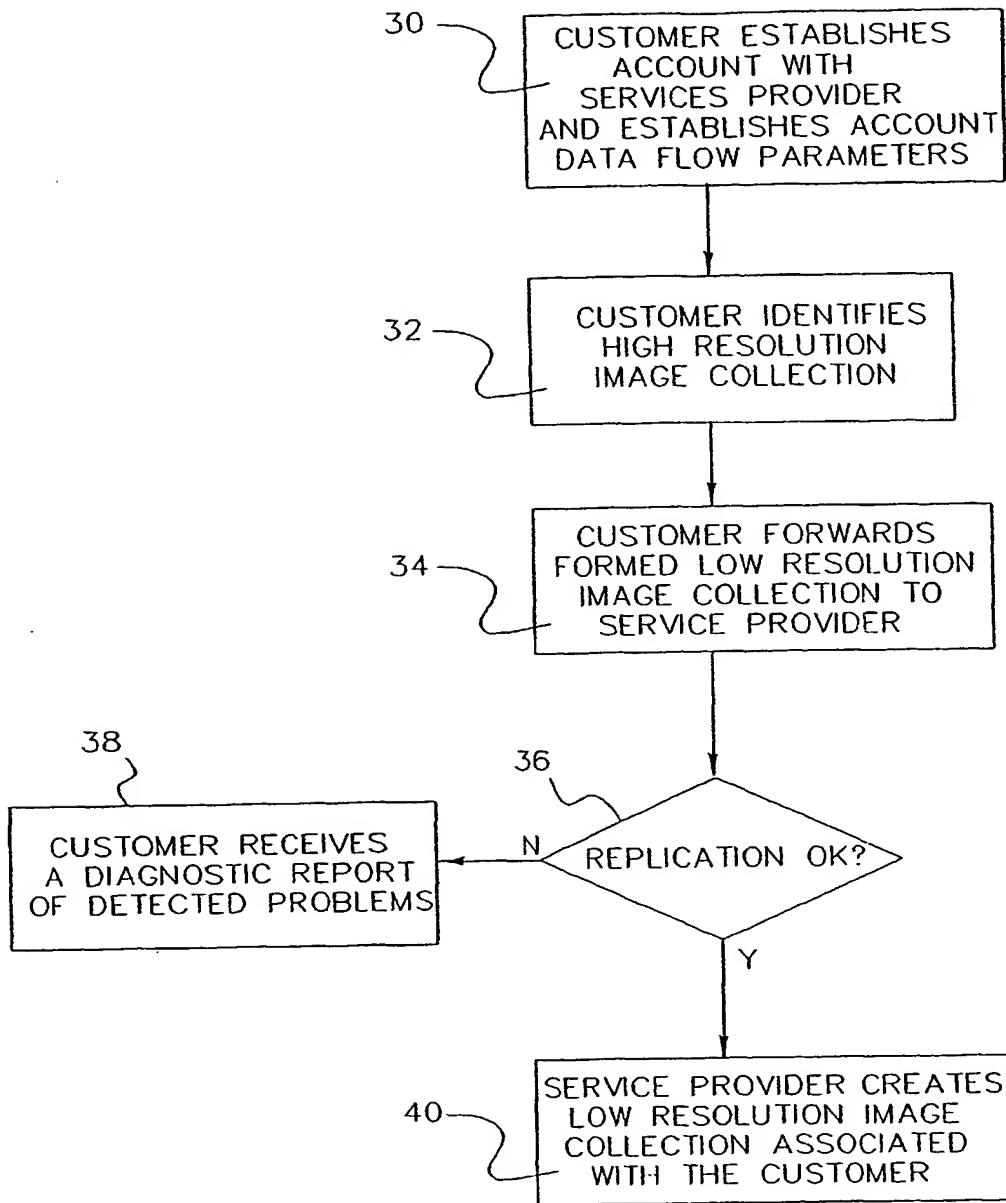 30
CUSTOMER ESTABLISHES
ACCOUNT WITH
SERVICES PROVIDER
AND ESTABLISHES ACCOUNT
DATA FLOW PARAMETERS
32
CUSTOMER IDENTIFIES
HIGH RESOLUTION
IMAGE COLLECTION
34
CUSTOMER FORWARDS
FORMED LOW RESOLUTION
IMAGE COLLECTION TO
SERVICE PROVIDER
36
REPLICATION OK?
N
38
CUSTOMER RECEIVES
A DIAGNOSTIC REPORT
OF DETECTED PROBLEMS
Y
40
SERVICE PROVIDER CREATES
LOW RESOLUTION IMAGE
COLLECTION ASSOCIATED
WITH THE CUSTOMER